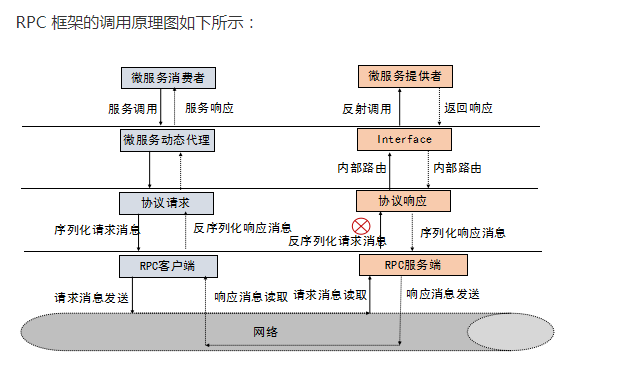 RPC 框架的调用原理图如下所示：
微服务消费者
微服务提供者
服务调用
服务响应
反射调用
返回响应
微服务动态代理
Interface
内部路由
内部路由
协议请求
协议响应
序列化请求消息
反序列化响应消息
反序列化请求消息
序列化响应消息
RPC客户端
RPC服务端
请求消息发送
响应消息读取
请求消息读取
响应消息发送
网络